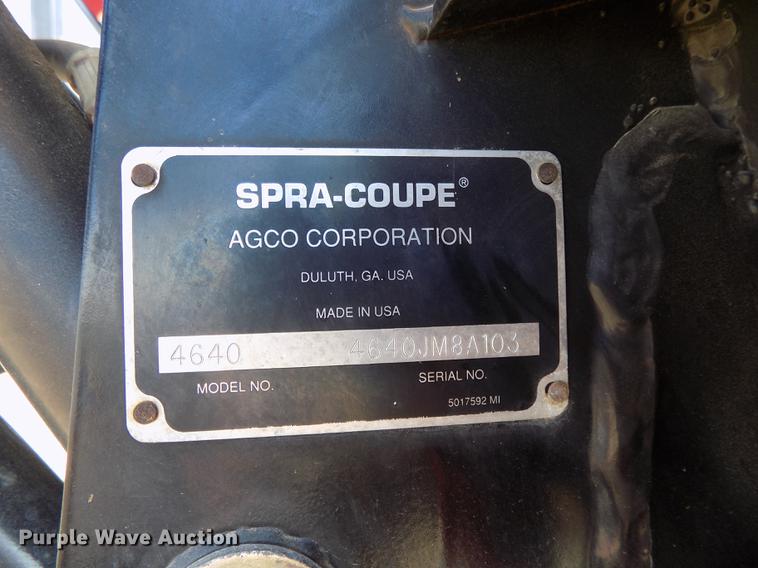 SPRA-COUPE®
AGCO CORPORATION
DULUTH, GA. USA
MADE IN USA
4640 4640JM8A103
MODEL NO. SERIAL NO.
5017592 MI
Purple Wave Auction